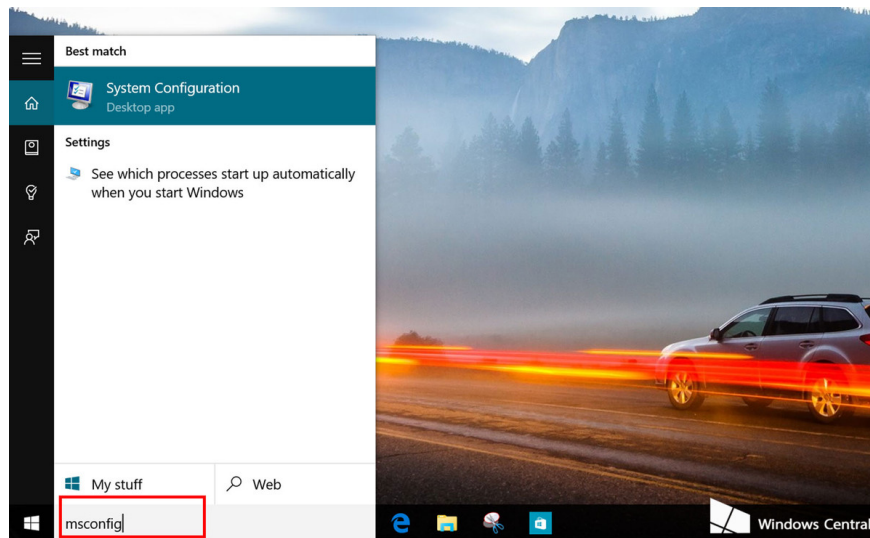 Best match
System Configuration
Desktop app
Settings
See which processes start up automatically
when you start Windows
My stuff
Web
msconfig
Windows Central